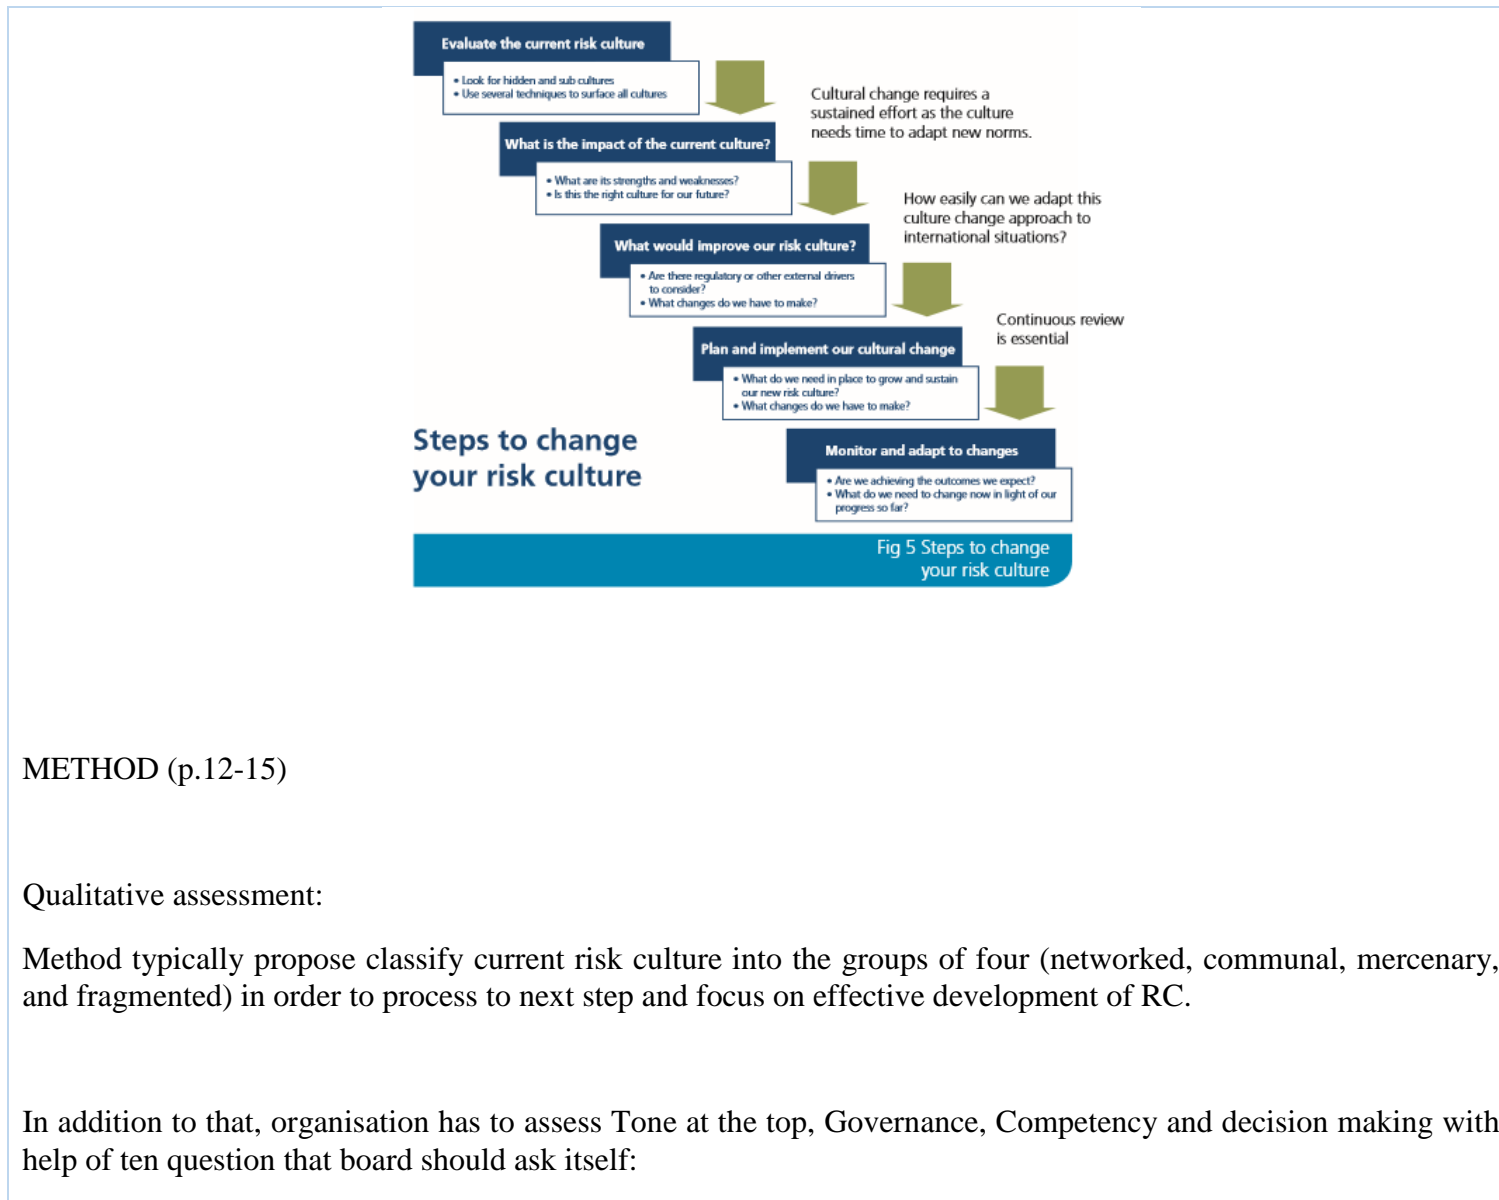 Evaluate the current risk culture
• Look for hidden and sub cultures
• Use several techniques to surface all cultures
Cultural change requires a
sustained effort as the culture
needs time to adapt new norms.
What is the impact of the current culture?
• What are its strengths and weaknesses?
• Is this the right culture for our future?
How easily can we adapt this
culture change approach to
international situations?
What would improve our risk culture?
• Are there regulatory or other external drivers
to consider?
• What changes do we have to make?
Continuous review
is essential
Plan and implement our cultural change
• What do we need in place to grow and sustain
our new risk culture?
• What changes do we have to make?
Steps to change
your risk culture
Monitor and adapt to changes
• Are we achieving the outcomes we expect?
• What do we need to change now in light of our
progress so far?
Fig 5 Steps to change
your risk culture
METHOD (p.12-15)
Qualitative assessment:
Method typically propose classify current risk culture into the groups of four (networked, communal, mercenary,
and fragmented) in order to process to next step and focus on effective development of RC.
In addition to that, organisation has to assess Tone at the top, Governance, Competency and decision making with
help of ten question that board should ask itself: